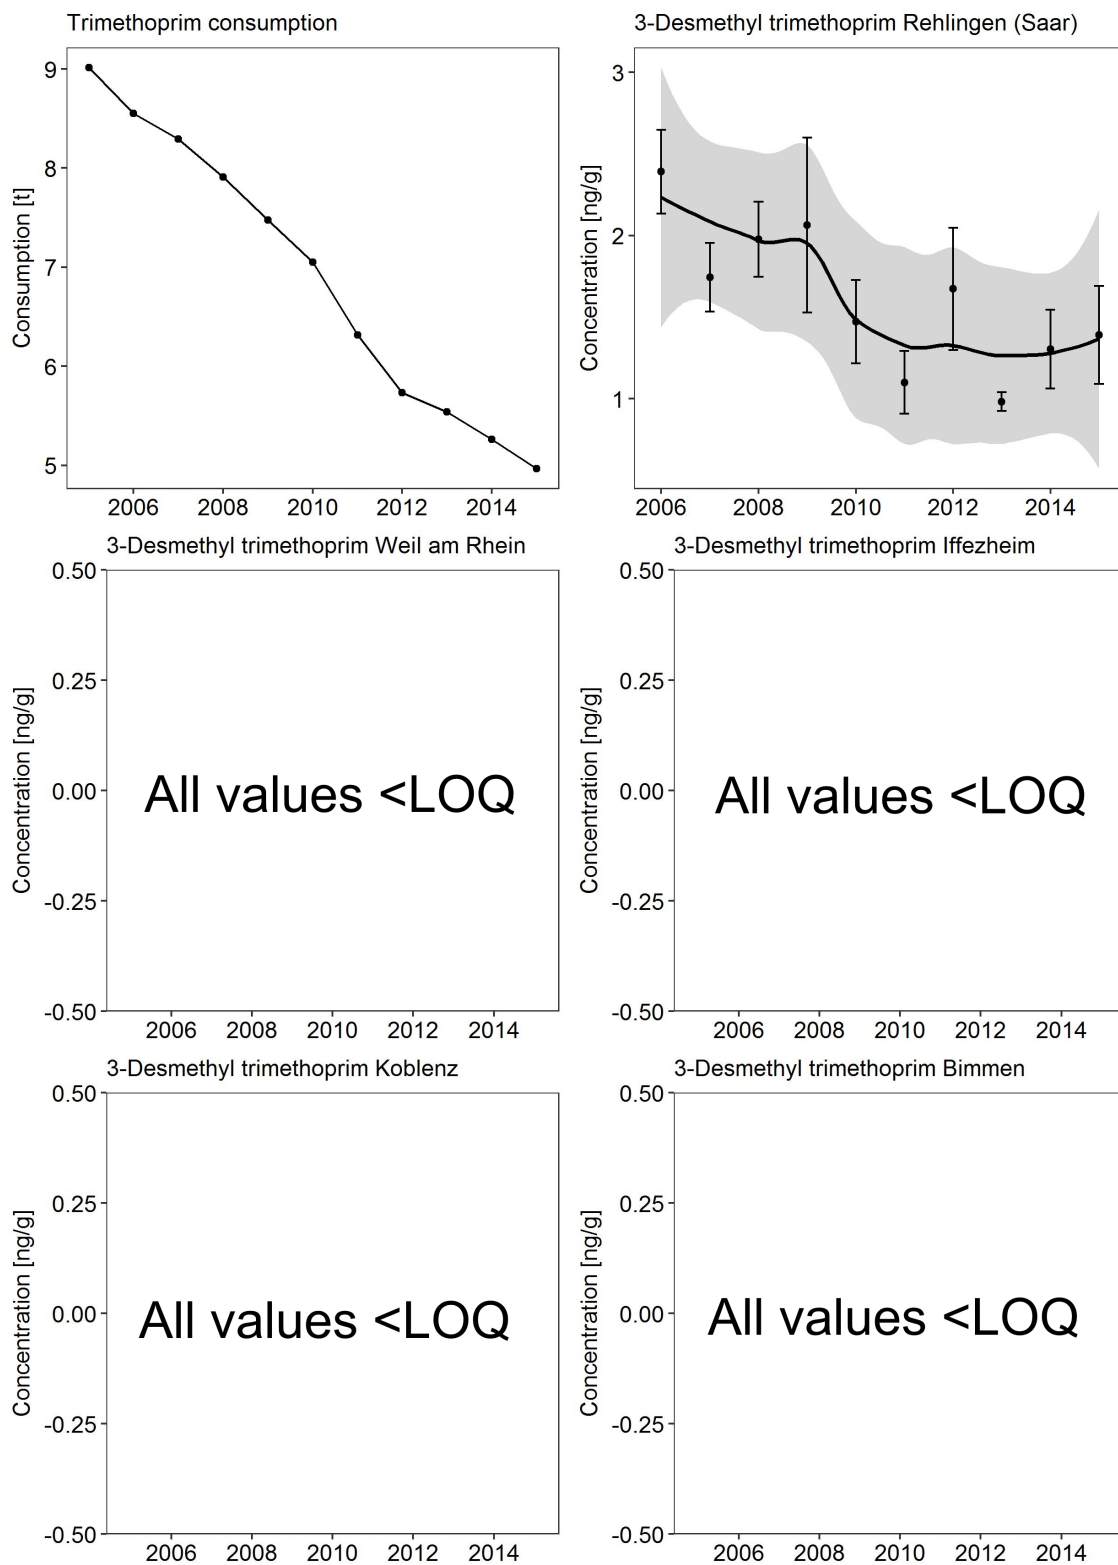 Trimethoprim consumption
3-Desmethyl trimethoprim Rehlingen (Saar)
Consumption [t]
9
8
7
6
5
2006 2008 2010 2012 2014
Concentration [ng/g]
3
2
1
2006 2008 2010 2012 2014
3-Desmethyl trimethoprim Weil am Rhein
3-Desmethyl trimethoprim Iffezheim
Concentration [ng/g]
0.50
0.25
0.00
-0.25
-0.50
All values <LOQ
2006 2008 2010 2012 2014
Concentration [ng/g]
0.50
0.25
0.00
-0.25
-0.50
All values <LOQ
2006 2008 2010 2012 2014
3-Desmethyl trimethoprim Koblenz
3-Desmethyl trimethoprim Bimmen
Concentration [ng/g]
0.50
0.25
0.00
-0.25
-0.50
All values <LOQ
2006 2008 2010 2012 2014
Concentration [ng/g]
0.50
0.25
0.00
-0.25
-0.50
All values <LOQ
2006 2008 2010 2012 2014